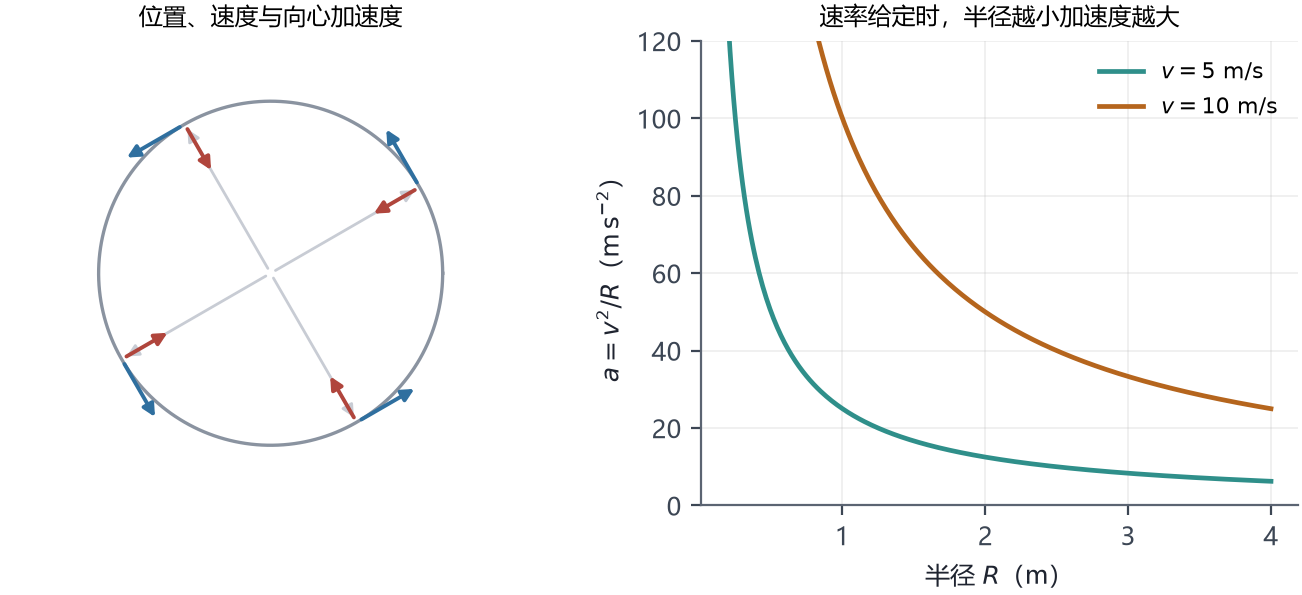 位置、速度与向心加速度
速率给定时，半径越小加速度越大
120
100
80
60
40
20
0
a = v²/R（m s⁻²）
v = 5 m/s
v = 10 m/s
1 2 3 4
半径 R（m）